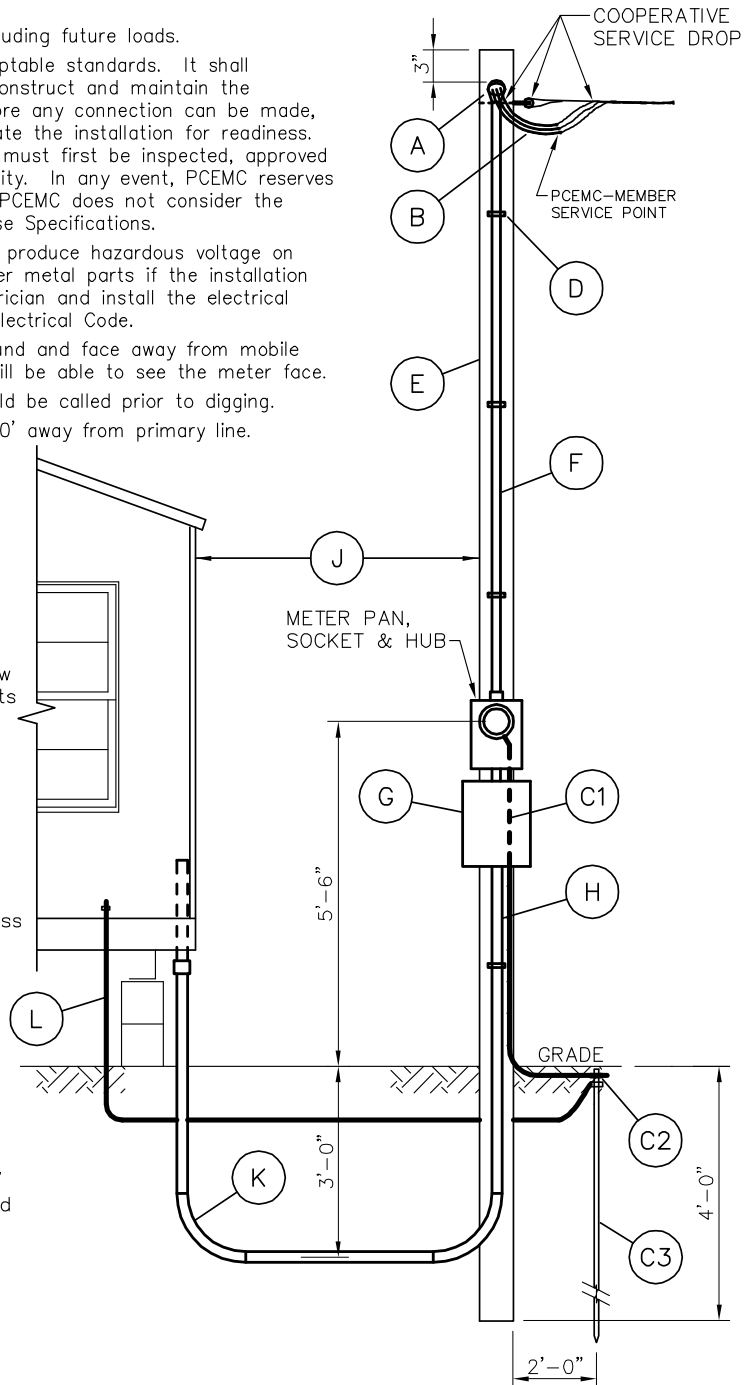 uding future loads.
ptable standards. It shall
onstruct and maintain the
ore any connection can be made,
ate the installation for readiness.
must first be inspected, approved
ity. In any event, PCEMC reserves
PCEMC does not consider the
se Specifications.
produce hazardous voltage on
er metal parts if the installation
rician and install the electrical
lectrical Code.
und and face away from mobile
ill be able to see the meter face.
ld be called prior to digging.
0' away from primary line.
COOPERATIVE
SERVICE DROP
3"
A
B
PCEMC-MEMBER
SERVICE POINT
D
E
F
J
METER PAN,
SOCKET & HUB
w
ts
G
C1
5'-6"
H
ss
L
GRADE
C2
3'-0"
K
d
4'-0"
C3
2'-0"